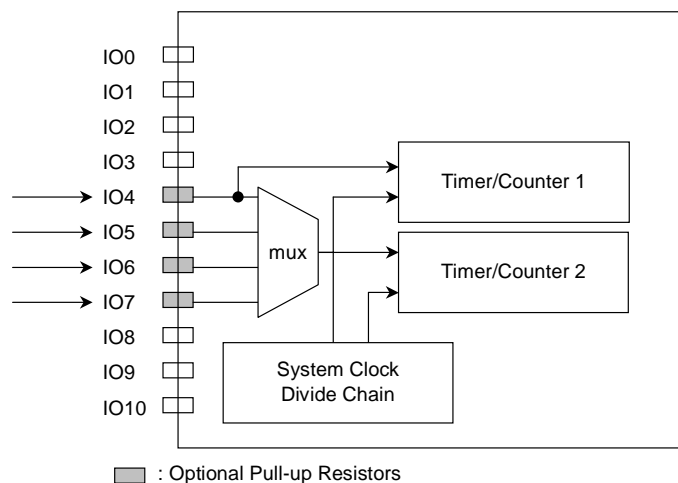 IO0
IO1
IO2
IO3
IO4
IO5
IO6
IO7
IO8
IO9
IO10
mux
Timer/Counter 1
Timer/Counter 2
System Clock
Divide Chain
: Optional Pull-up Resistors